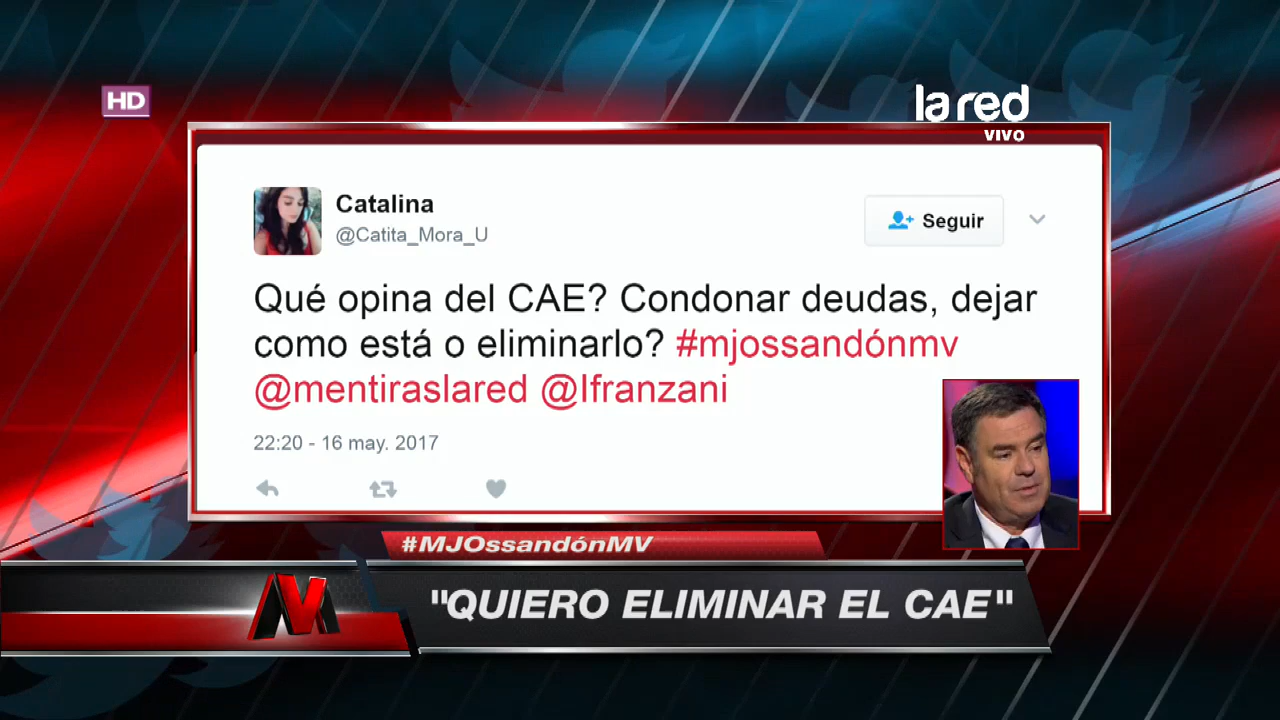 HD
la red
VIVO
Catalina
@Catita_Mora_U
Seguir
Qué opina del CAE? Condonar deudas, dejar
como está o eliminarlo? #mjossandónmv
@mentiraslared @lfranzani
22:20 - 16 may. 2017
#MJOssandónMV
"QUIERO ELIMINAR EL CAE"